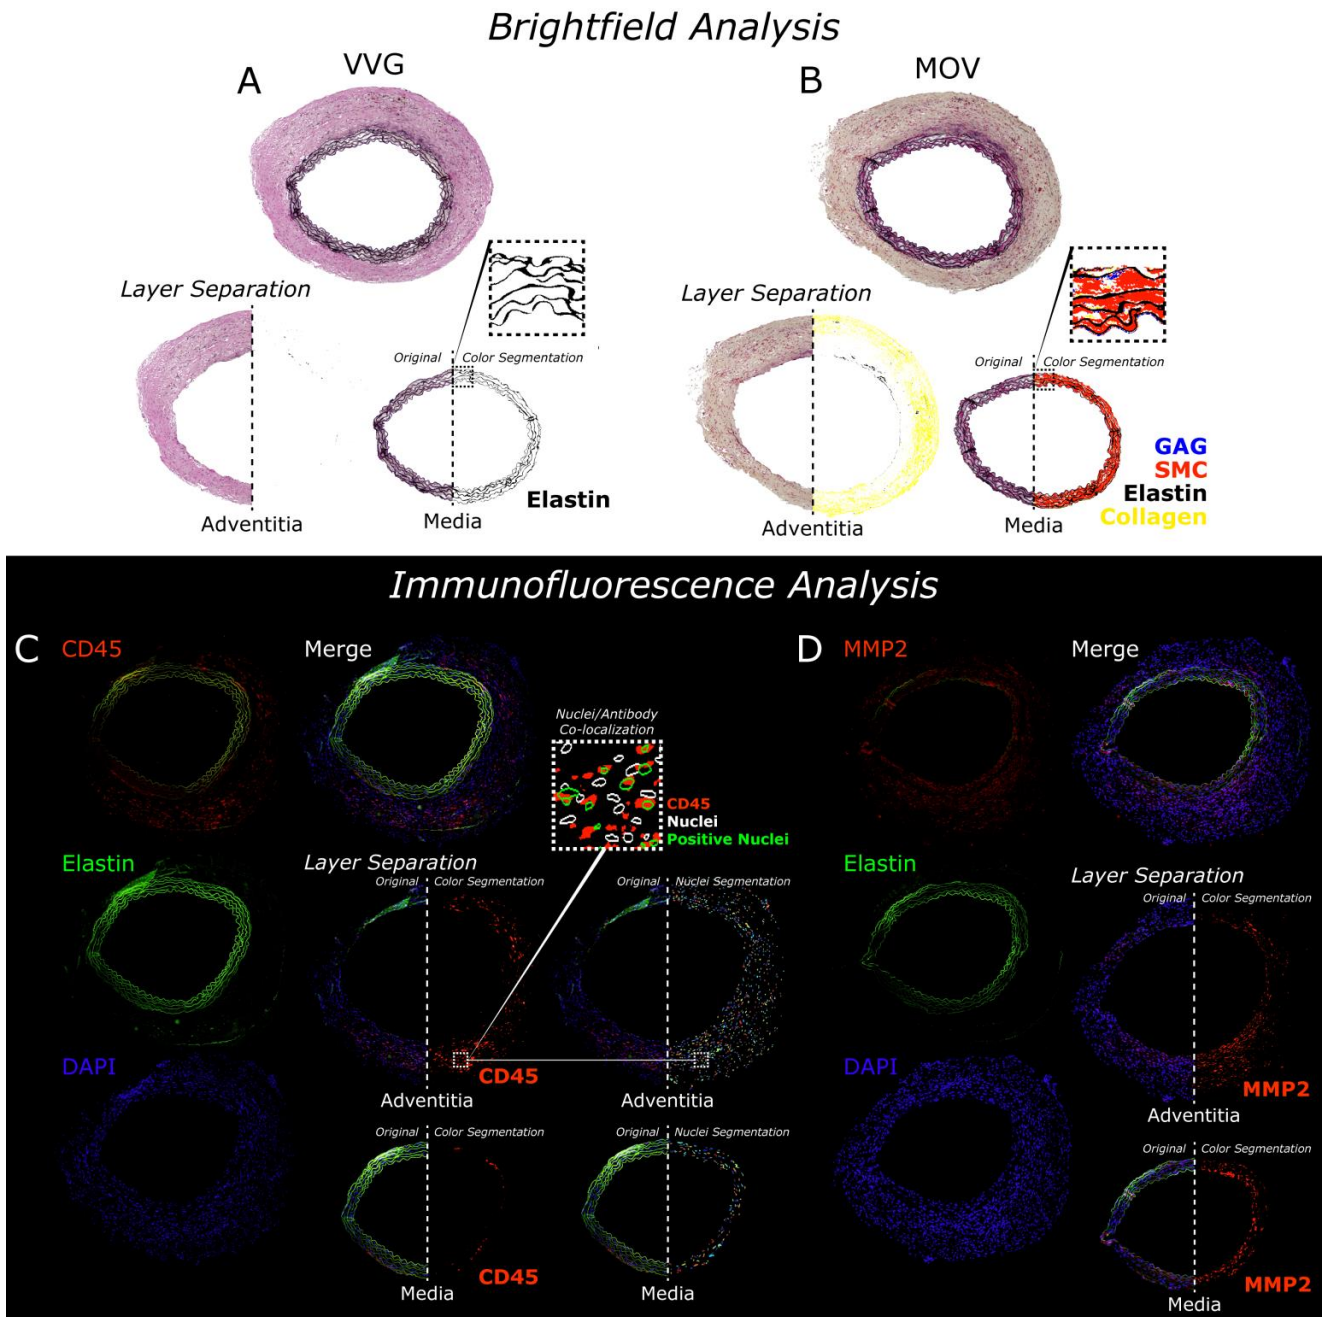 Brightfield Analysis
A
VVG
Layer Separation
Original
Color Segmentation
Elastin
Adventitia
Media
B
MOV
Layer Separation
Original
Color Segmentation
GAG
SMC
Elastin
Collagen
Adventitia
Media
Immunofluorescence Analysis
C
CD45
Merge
Nuclei/Antibody
Co-localization
CD45
Nuclei
Positive Nuclei
Elastin
Layer Separation
Original
Color Segmentation
Original
Nuclei Segmentation
DAPI
CD45
Adventitia
Adventitia
Original
Color Segmentation
Original
Nuclei Segmentation
CD45
Media
Media
D
MMP2
Merge
Elastin
Layer Separation
Original
Color Segmentation
DAPI
MMP2
Adventitia
Original
Color Segmentation
MMP2
Media